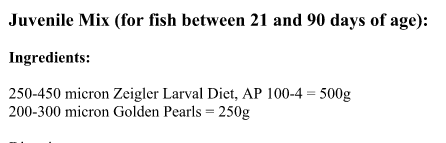 Juvenile Mix (for fish between 21 and 90 days of age):
Ingredients:
250-450 micron Zeigler Larval Diet, AP 100-4 = 500g
200-300 micron Golden Pearls = 250g